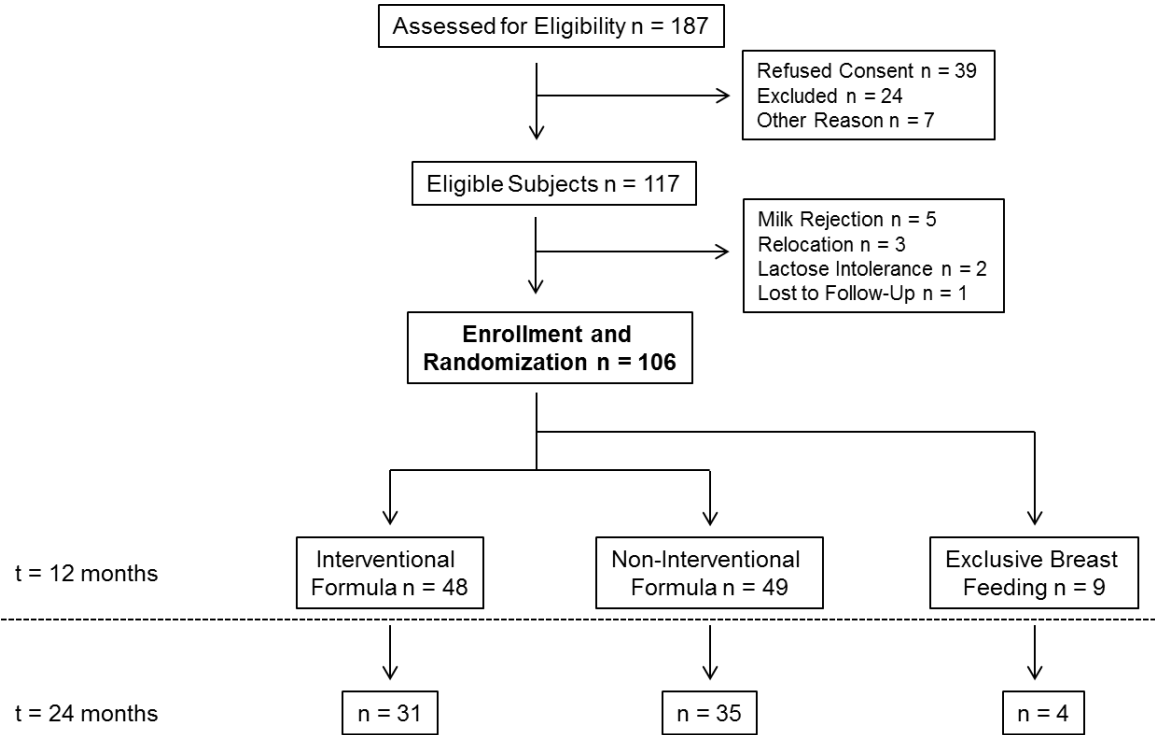 Assessed for Eligibility n = 187
Refused Consent n = 39
Excluded n = 24
Other Reason n = 7
Eligible Subjects n = 117
Milk Rejection n = 5
Relocation n = 3
Lactose Intolerance n = 2
Lost to Follow-Up n = 1
Enrollment and
Randomization n = 106
t = 12 months
Interventional
Formula n = 48
Non-Interventional
Formula n = 49
Exclusive Breast
Feeding n = 9
t = 24 months
n = 31
n = 35
n = 4